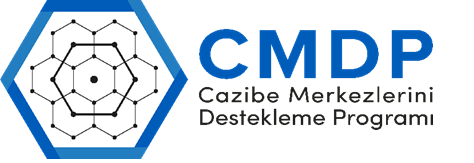 CMDP
Cazibe Merkezlerini
Destekleme Programı